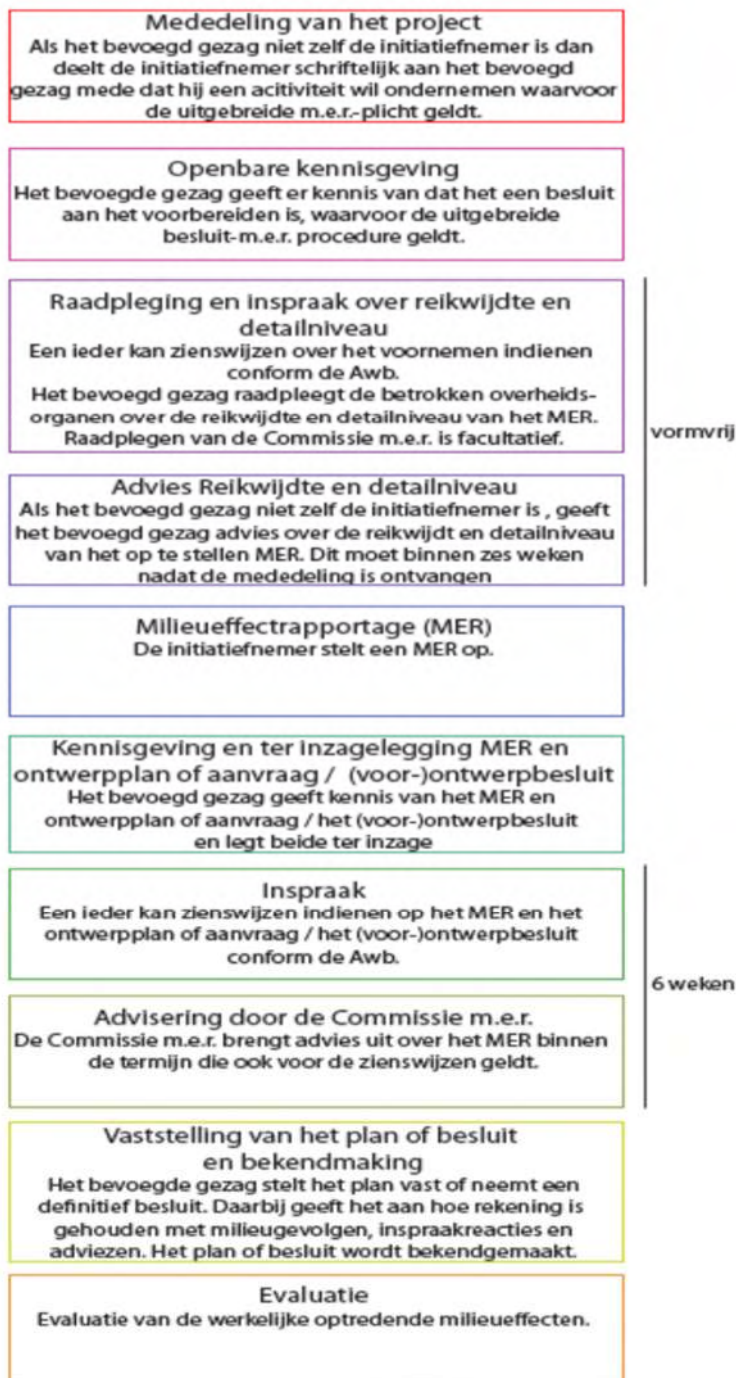 Mededeling van het project
Als het bevoegd gezag niet zelf de initiatiefnemer is dan
deelt de initiatiefnemer schriftelijk aan het bevoegd
gezag mede dat hij een acitiviteit wil ondernemen waarvoor
de uitgebreide m.e.r.-plicht geldt.
Openbare kennisgeving
Het bevoegde gezag geeft er kennis van dat het een besluit
aan het voorbereiden is, waarvoor de uitgebreide
besluit-m.e.r. procedure geldt.
Raadpleging en inspraak over reikwijdte en
detailniveau
Een ieder kan zienswijzen over het voornemen indienen
conform de Awb.
Het bevoegd gezag raadpleegt de betrokken overheids-
organen over de reikwijdte en detailniveau van het MER.
Raadplegen van de Commissie m.e.r. is facultatief.
vormvrij
Advies Reikwijdte en detailniveau
Als het bevoegd gezag niet zelf de initiatiefnemer is , geeft
het bevoegd gezag advies over de reikwijdt en detailniveau
van het op te stellen MER. Dit moet binnen zes weken
nadat de mededeling is ontvangen
Milieueffectrapportage (MER)
De initiatiefnemer stelt een MER op.
Kennisgeving en ter inzagelegging MER en
ontwerpplan of aanvraag / (voor-)ontwerpbesluit
Het bevoegd gezag geeft kennis van het MER en
ontwerpplan of aanvraag / het (voor-)ontwerpbesluit
en legt beide ter inzage
Inspraak
Een ieder kan zienswijzen indienen op het MER en het
ontwerpplan of aanvraag / het (voor-)ontwerpbesluit
conform de Awb.
6 weken
Advisering door de Commissie m.e.r.
De Commissie m.e.r. brengt advies uit over het MER binnen
de termijn die ook voor de zienswijzen geldt.
Vaststelling van het plan of besluit
en bekendmaking
Het bevoegde gezag stelt het plan vast of neemt een
definitief besluit. Daarbij geeft het aan hoe rekening is
gehouden met milieugevolgen, inspraakreacties en
adviezen. Het plan of besluit wordt bekendgemaakt.
Evaluatie
Evaluatie van de werkelijke optredende milieueffecten.